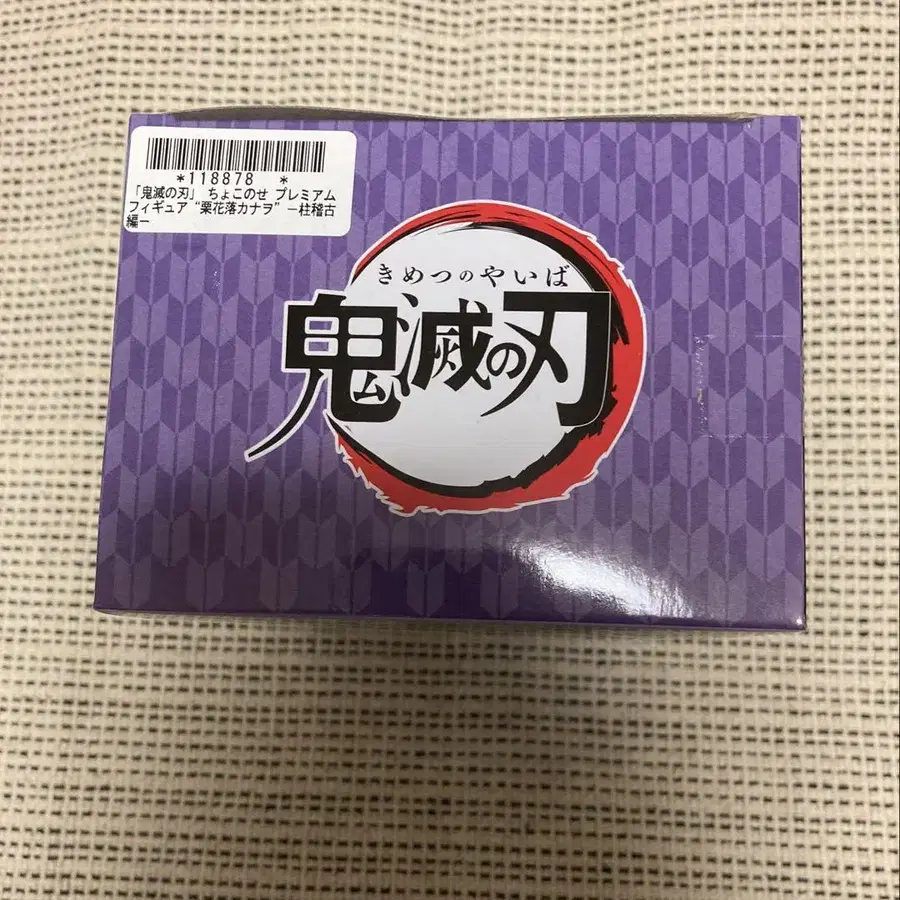 *118878 *
「鬼滅の刃」 ちょこのせ プレミアム
フィギュア“栗花落カナヲ”ー柱稽古
編ー
きめつのやいば
鬼滅の刃